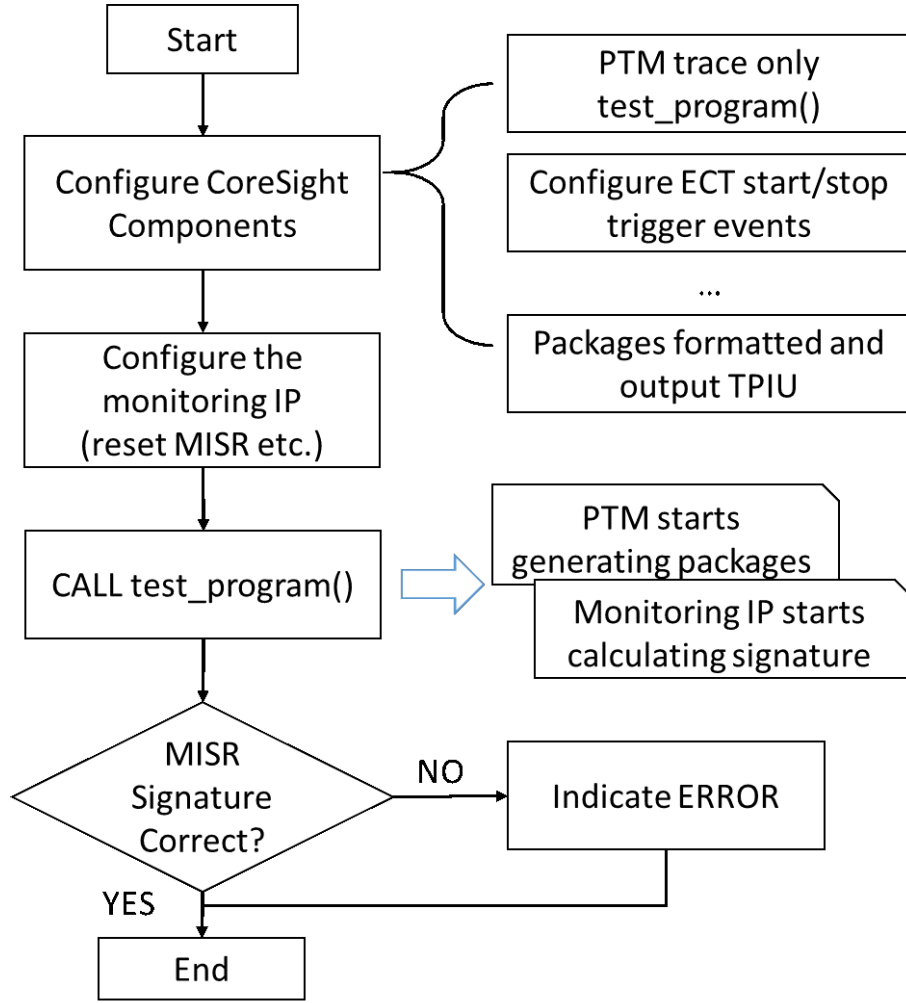 Start
Configure CoreSight
Components
PTM trace only
test_program()
Configure ECT start/stop
trigger events
...
Packages formatted and
output TPIU
Configure the
monitoring IP
(reset MISR etc.)
CALL test_program()
PTM starts
generating packages
Monitoring IP starts
calculating signature
MISR
Signature
Correct?
NO
Indicate ERROR
YES
End